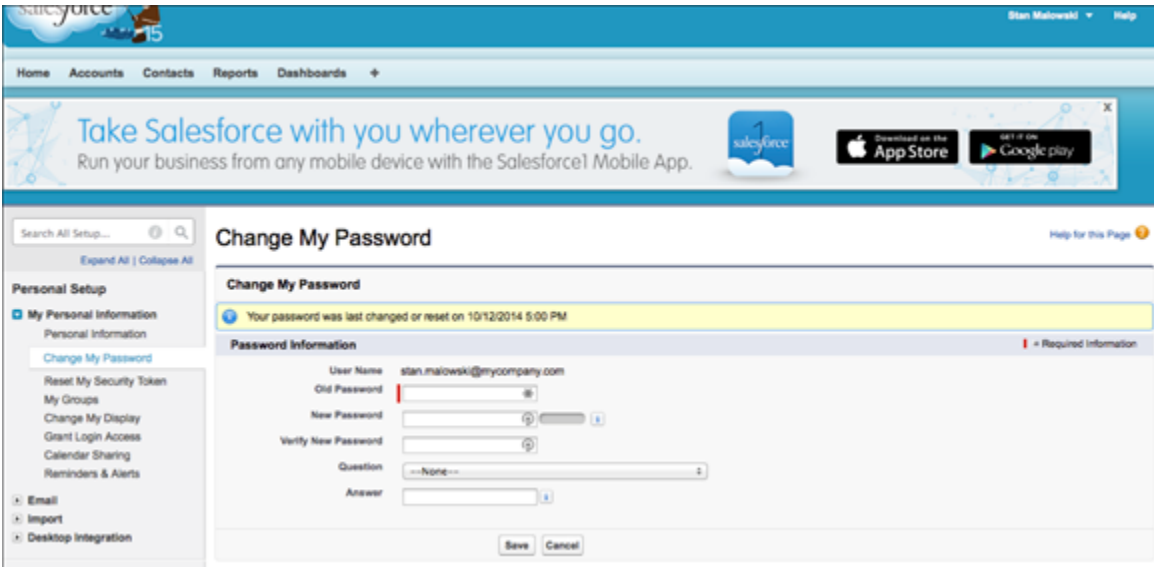 salesforce
15
Stan Malowski Help
Home Accounts Contacts Reports Dashboards +
X
Take Salesforce with you wherever you go.
Run your business from any mobile device with the Salesforce1 Mobile App.
1
salesforce
Download on the
App Store
GET IT ON
Google play
Search All Setup...
Expand All | Collapse All
Change My Password
Help for this Page ?
Personal Setup
My Personal Information
Personal Information
Change My Password
Reset My Security Token
My Groups
Change My Display
Grant Login Access
Calendar Sharing
Reminders & Alerts
Email
Import
Desktop Integration
Change My Password
Your password was last changed or reset on 10/12/2014 5:00 PM
Password Information
= Required Information
User Name stan.malowski@mycompany.com
Old Password
New Password i
Verify New Password
Question --None--
Answer i
Save Cancel